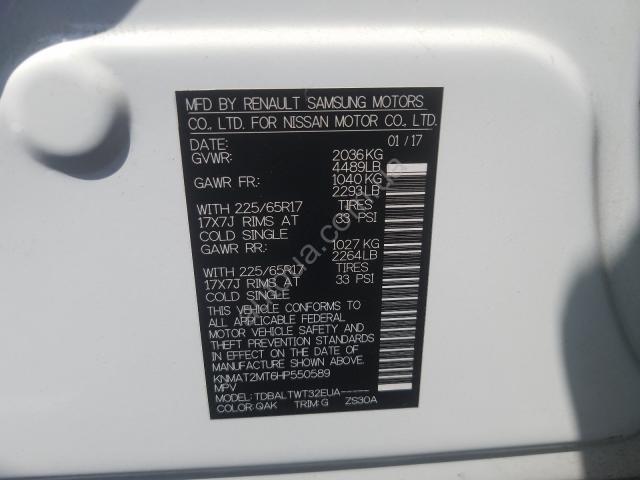 MFD BY RENAULT SAMSUNG MOTORS
CO., LTD. FOR NISSAN MOTOR CO., LTD.
DATE: 01/17
GVWR: 2036KG
4489LB
GAWR FR: 1040KG
2293LB
WITH 225/65R17 TIRES
17X7J RIMS AT 33 PSI
COLD SINGLE
GAWR RR: 1027KG
2264LB
WITH 225/65R17 TIRES
17X7J RIMS AT 33 PSI
COLD SINGLE
THIS VEHICLE CONFORMS TO
ALL APPLICABLE FEDERAL
MOTOR VEHICLE SAFETY AND
THEFT PREVENTION STANDARDS
IN EFFECT ON THE DATE OF
MANUFACTURE SHOWN ABOVE.
KNMAT2MT6HP550589
MPV
MODEL: TDBALTWT32EUA-----
COLOR: QAK TRIM: G ZS30A